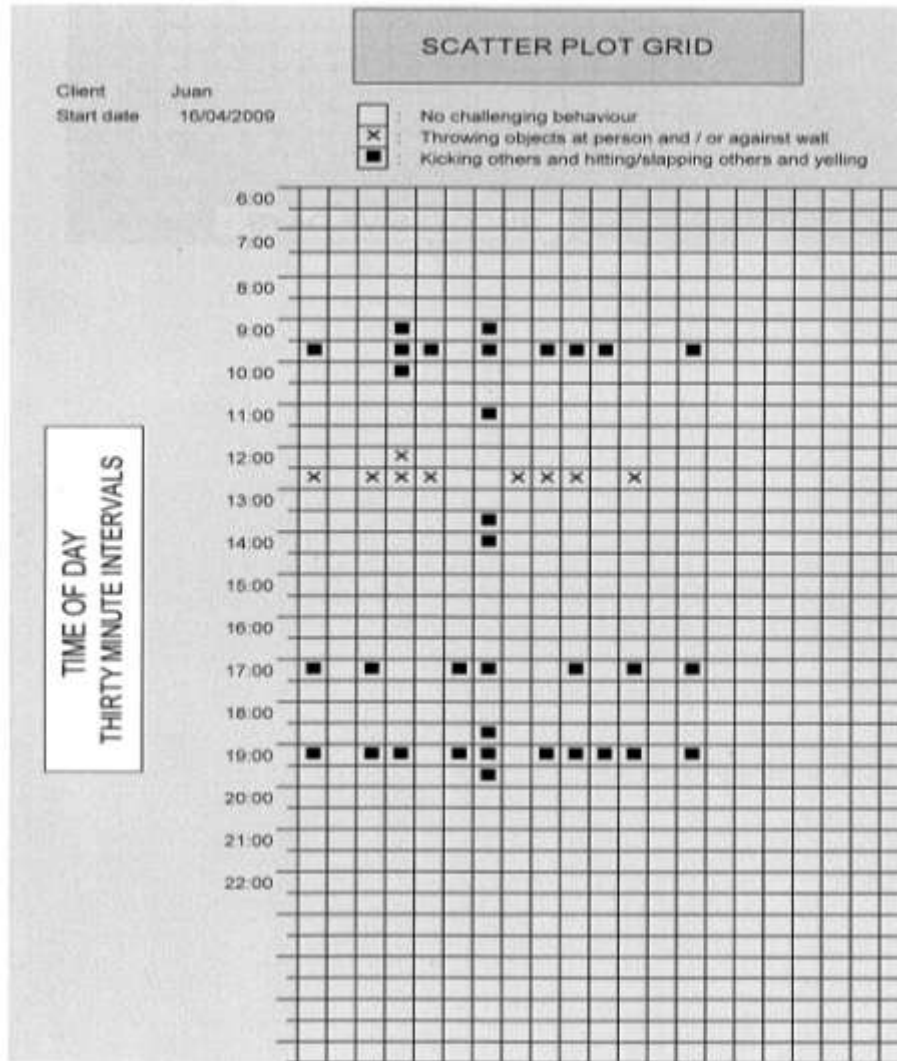 SCATTER PLOT GRID
Client Juan
Start date 16/04/2009
: No challenging behaviour
X : Throwing objects at person and / or against wall
■ : Kicking others and hitting/slapping others and yelling
6:00
7:00
8:00
9:00
10:00
11:00
12:00
13:00
14:00
15:00
16:00
17:00
18:00
19:00
20:00
21:00
22:00
TIME OF DAY
THIRTY MINUTE INTERVALS